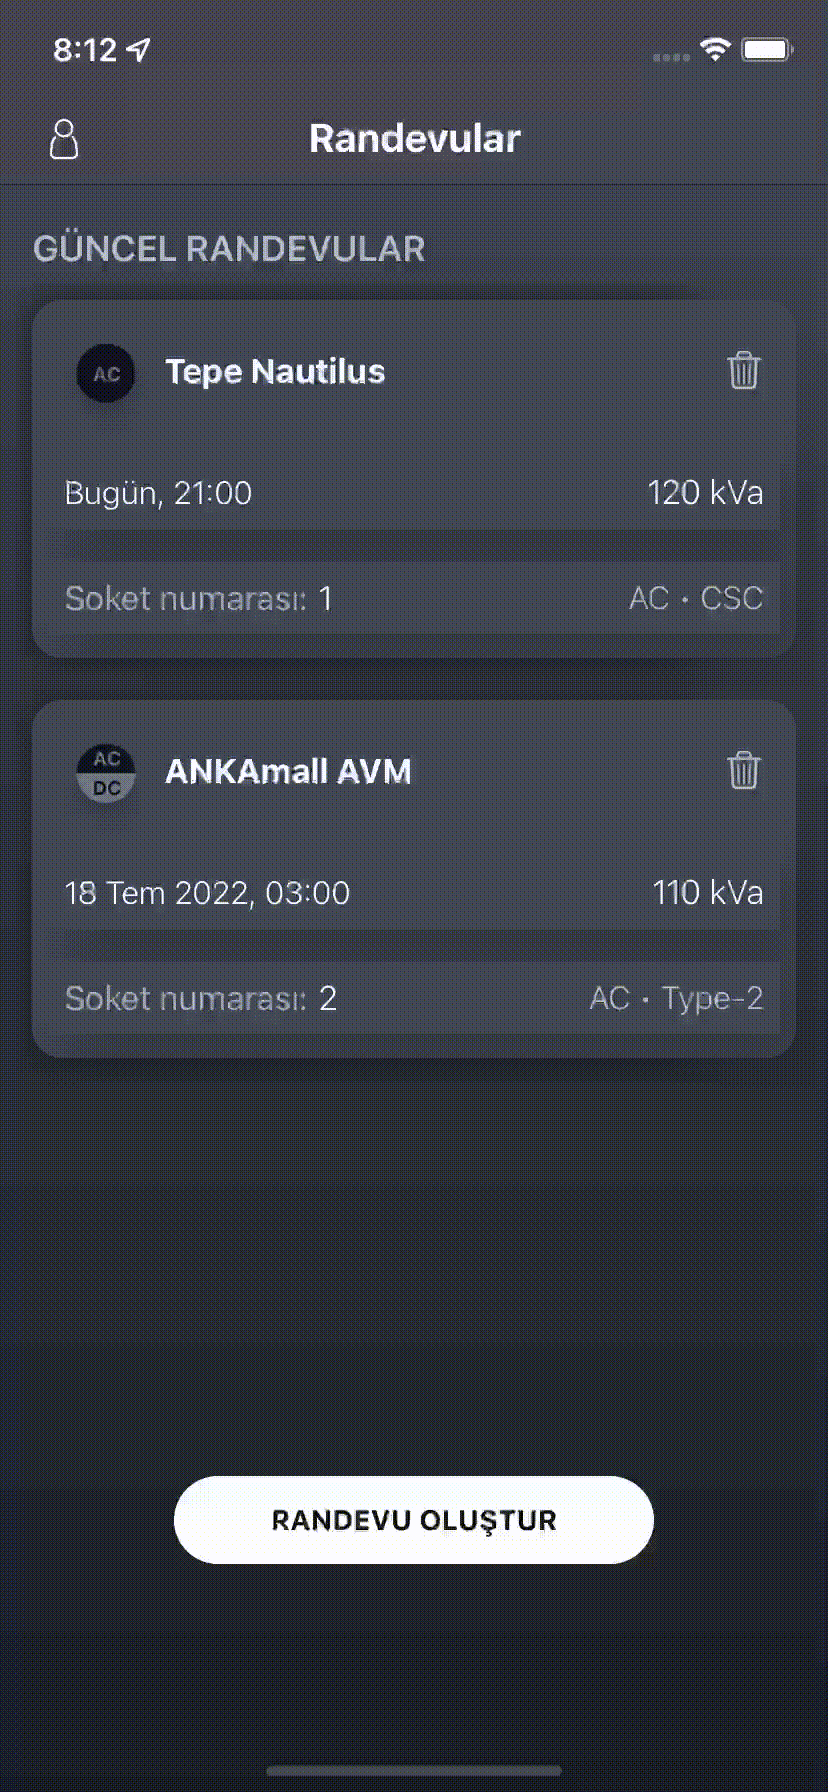 8:12
Randevular
GÜNCEL RANDEVULAR
AC Tepe Nautilus
Bugün, 21:00 120 kVa
Soket numarası: 1 AC • CSC
AC
DC
ANKAmall AVM
18 Tem 2022, 03:00 110 kVa
Soket numarası: 2 AC • Type-2
RANDEVU OLUŞTUR